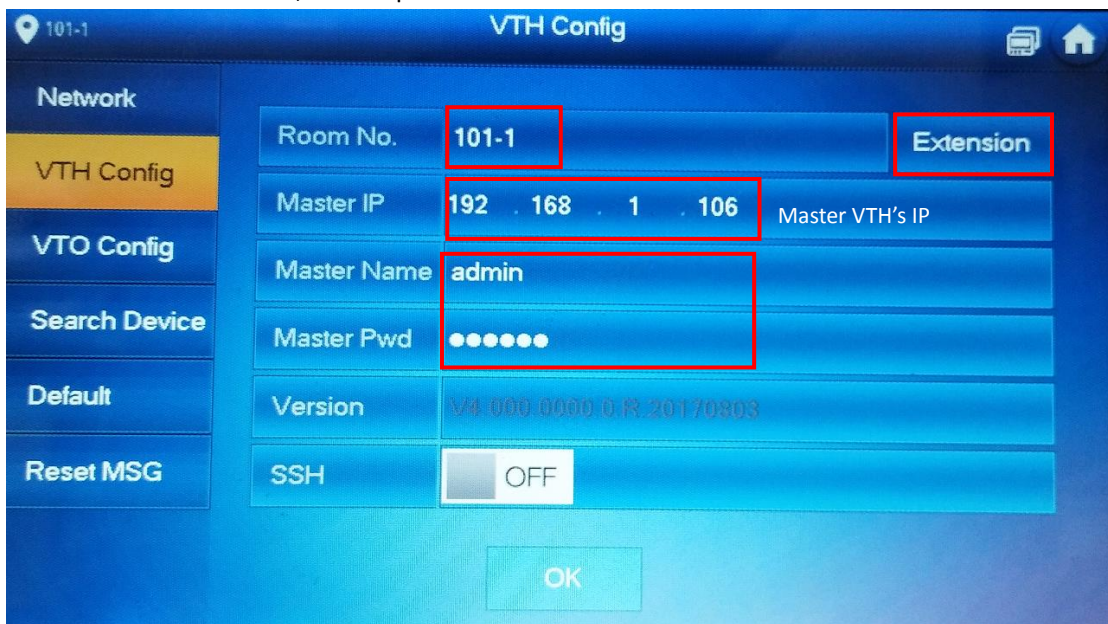 101-1
VTH Config
Network
VTH Config
VTO Config
Search Device
Default
Reset MSG
Room No. 101-1 Extension
Master IP 192 . 168 . 1 . 106 Master VTH's IP
Master Name admin
Master Pwd ●●●●●●
Version V4.000.0000.0.R.20170803
SSH OFF
OK